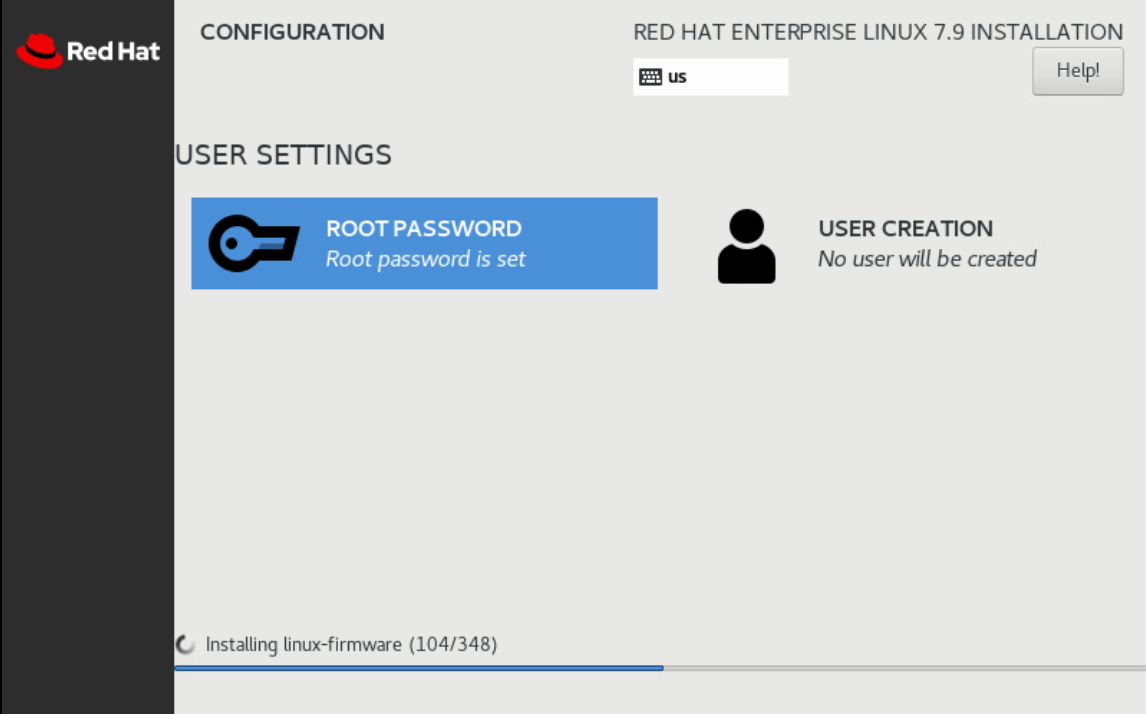 Red Hat
CONFIGURATION
RED HAT ENTERPRISE LINUX 7.9 INSTALLATION
us
Help!
USER SETTINGS
ROOT PASSWORD
Root password is set
USER CREATION
No user will be created
Installing linux-firmware (104/348)